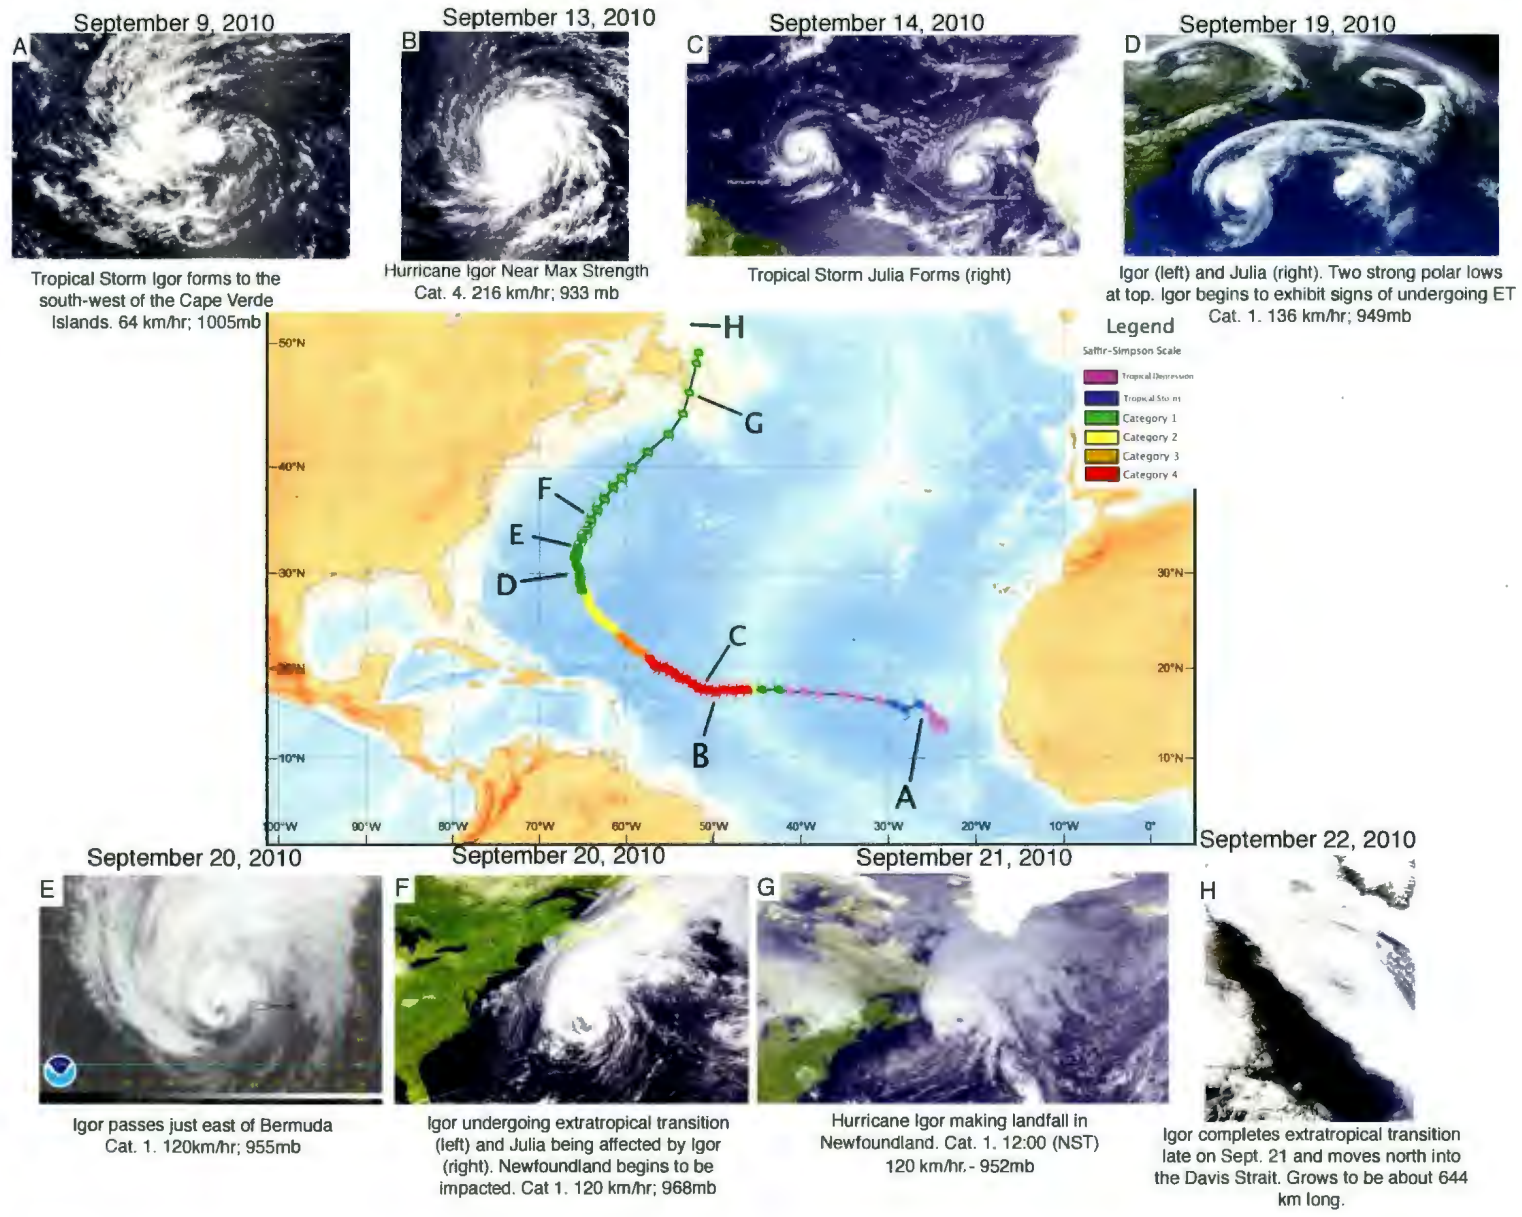 September 9, 2010
A
Tropical Storm Igor forms to the
south-west of the Cape Verde
Islands. 64 km/hr; 1005mb
September 13, 2010
B
Hurricane Igor Near Max Strength
Cat. 4. 216 km/hr; 933 mb
September 14, 2010
C
Tropical Storm Julia Forms (right)
September 19, 2010
D
Igor (left) and Julia (right). Two strong polar lows
at top. Igor begins to exhibit signs of undergoing ET
Cat. 1. 136 km/hr; 949mb
Legend
Saffir-Simpson Scale
Tropical Depression
Tropical Storm
Category 1
Category 2
Category 3
Category 4
H
50°N
G
40°N
F
E
30°N
30°N
D
C
20°N
20°N
B
10°N
10°N
A
100°W 90°W 80°W 70°W 60°W 50°W 40°W 30°W 20°W 10°W 0°
September 20, 2010
E
Igor passes just east of Bermuda
Cat. 1. 120km/hr; 955mb
September 20, 2010
F
Igor undergoing extratropical transition
(left) and Julia being affected by Igor
(right). Newfoundland begins to be
impacted. Cat 1. 120 km/hr; 968mb
September 21, 2010
G
Hurricane Igor making landfall in
Newfoundland. Cat. 1. 12:00 (NST)
120 km/hr.- 952mb
September 22, 2010
H
Igor completes extratropical transition
late on Sept. 21 and moves north into
the Davis Strait. Grows to be about 644
km long.